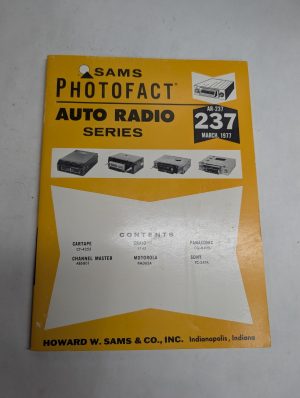 SAMS
PHOTOFACT®
AUTO RADIO
SERIES
AR-237
237
MARCH, 1977
CONTENTS
CARTAPE
CHANNEL MASTER
CRAIG
MOTOROLA
PANASONIC
SONY
HOWARD W. SAMS & CO., INC. Indianapolis, Indiana